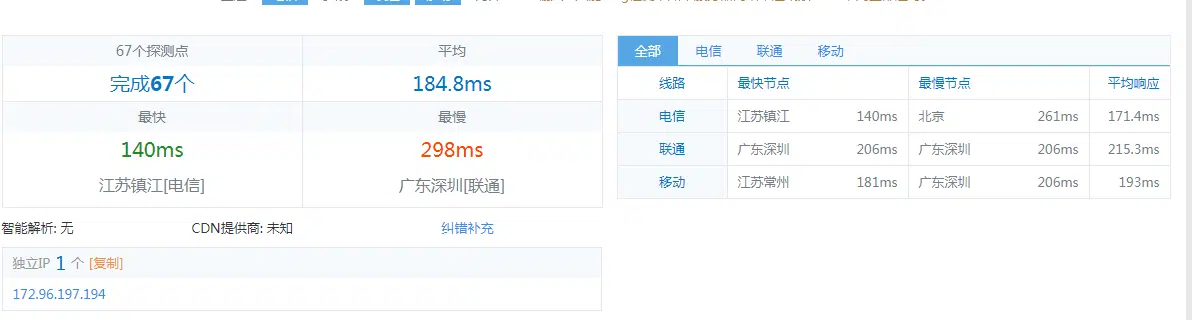 67个探测点 平均
完成67个 184.8ms
最快 最慢
140ms 298ms
江苏镇江[电信] 广东深圳[联通]
智能解析: 无 CDN提供商: 未知 纠错补充
独立IP 1 个 [复制]
172.96.197.194
全部 电信 联通 移动
线路 最快节点 最慢节点 平均响应
电信 江苏镇江 140ms 北京 261ms 171.4ms
联通 广东深圳 206ms 广东深圳 206ms 215.3ms
移动 江苏常州 181ms 广东深圳 206ms 193ms